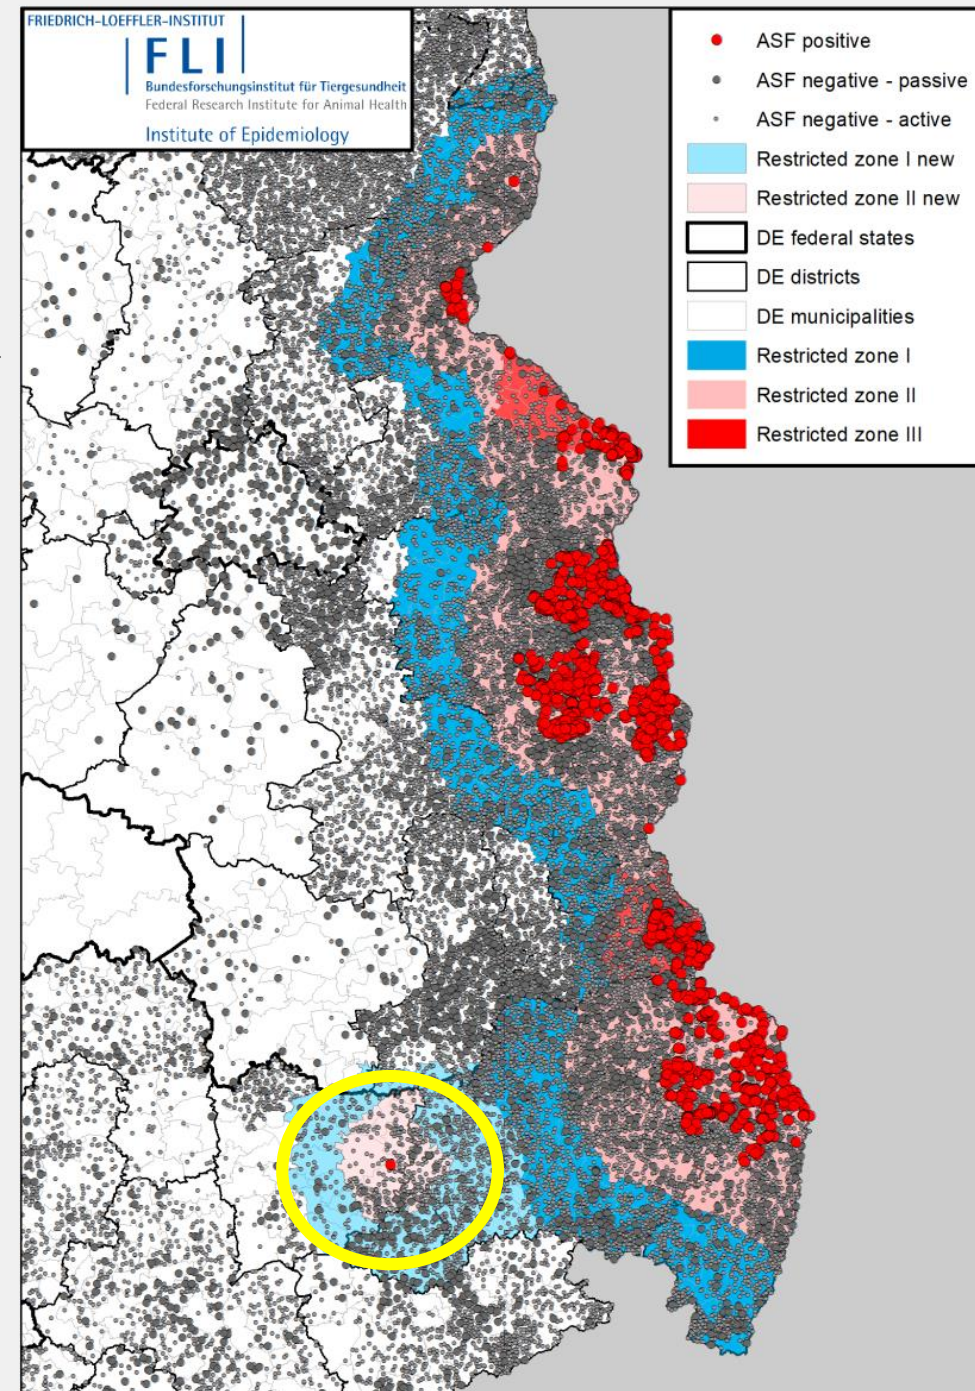 FRIEDRICH-LOEFFLER-INSTITUT
FLI
Bundesforschungsinstitut für Tiergesundheit
Federal Research Institute for Animal Health
Institute of Epidemiology
ASF positive
ASF negative - passive
ASF negative - active
Restricted zone I new
Restricted zone II new
DE federal states
DE districts
DE municipalities
Restricted zone I
Restricted zone II
Restricted zone III